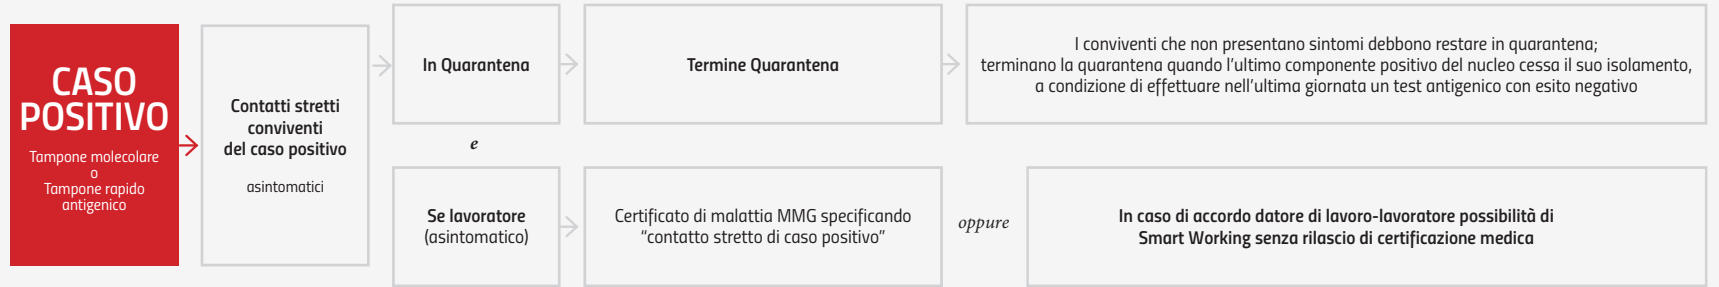 CASO
POSITIVO
Tampone molecolare
o
Tampone rapido
antigenico
Contatti stretti
conviventi
del caso positivo
asintomatici
In Quarantena
Termine Quarantena
I conviventi che non presentano sintomi debbono restare in quarantena;
terminano la quarantena quando l'ultimo componente positivo del nucleo cessa il suo isolamento,
a condizione di effettuare nell'ultima giornata un test antigenico con esito negativo
e
Se lavoratore
(asintomatico)
Certificato di malattia MMG specificando
"contatto stretto di caso positivo"
oppure
In caso di accordo datore di lavoro-lavoratore possibilità di
Smart Working senza rilascio di certificazione medica